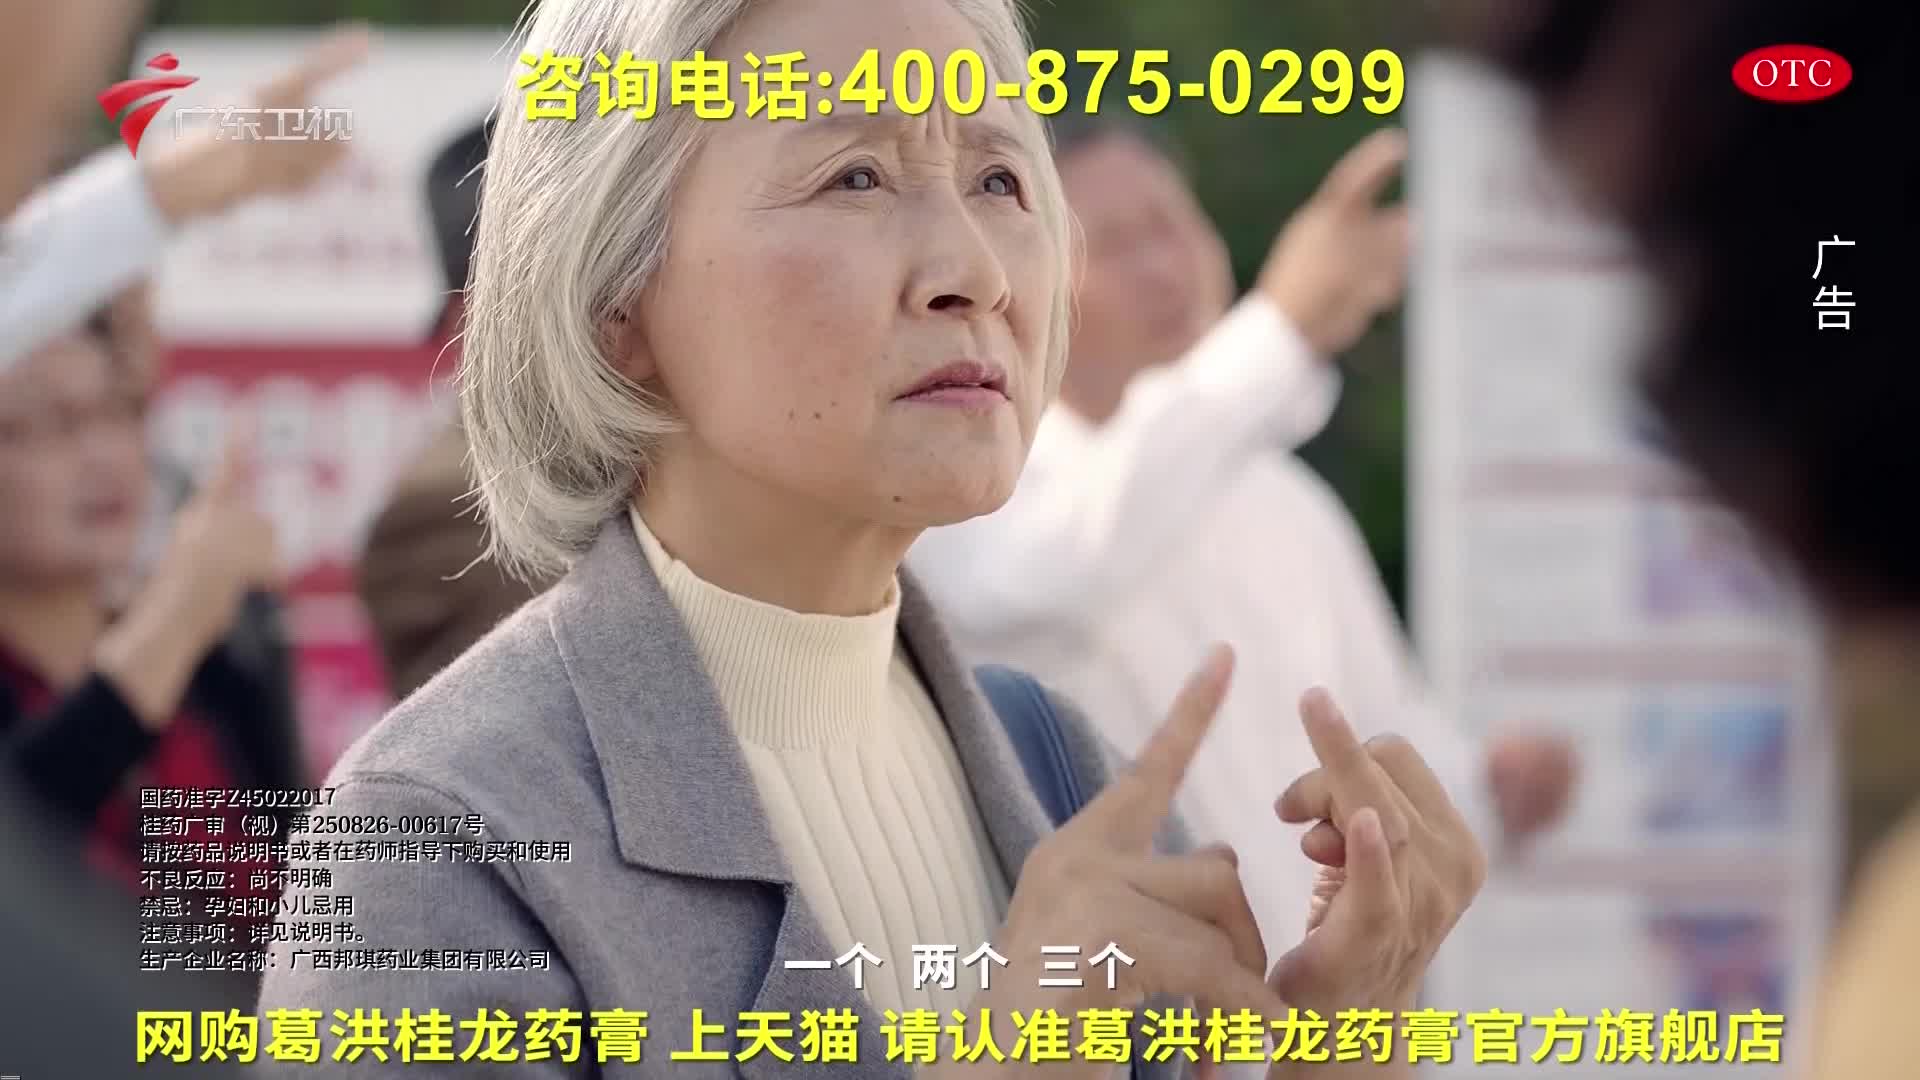 咨询电话:400-875-0299
OTC
广东卫视
广告
国药准字Z45022017
桂药广审（视）第250826-00617号
请按药品说明书或者在药师指导下购买和使用
不良反应：尚不明确
禁忌：孕妇和小儿忌用
注意事项：详见说明书。
生产企业名称：广西邦琪药业集团有限公司
一个 两个 三个
网购葛洪桂龙药膏 上天猫 请认准葛洪桂龙药膏官方旗舰店